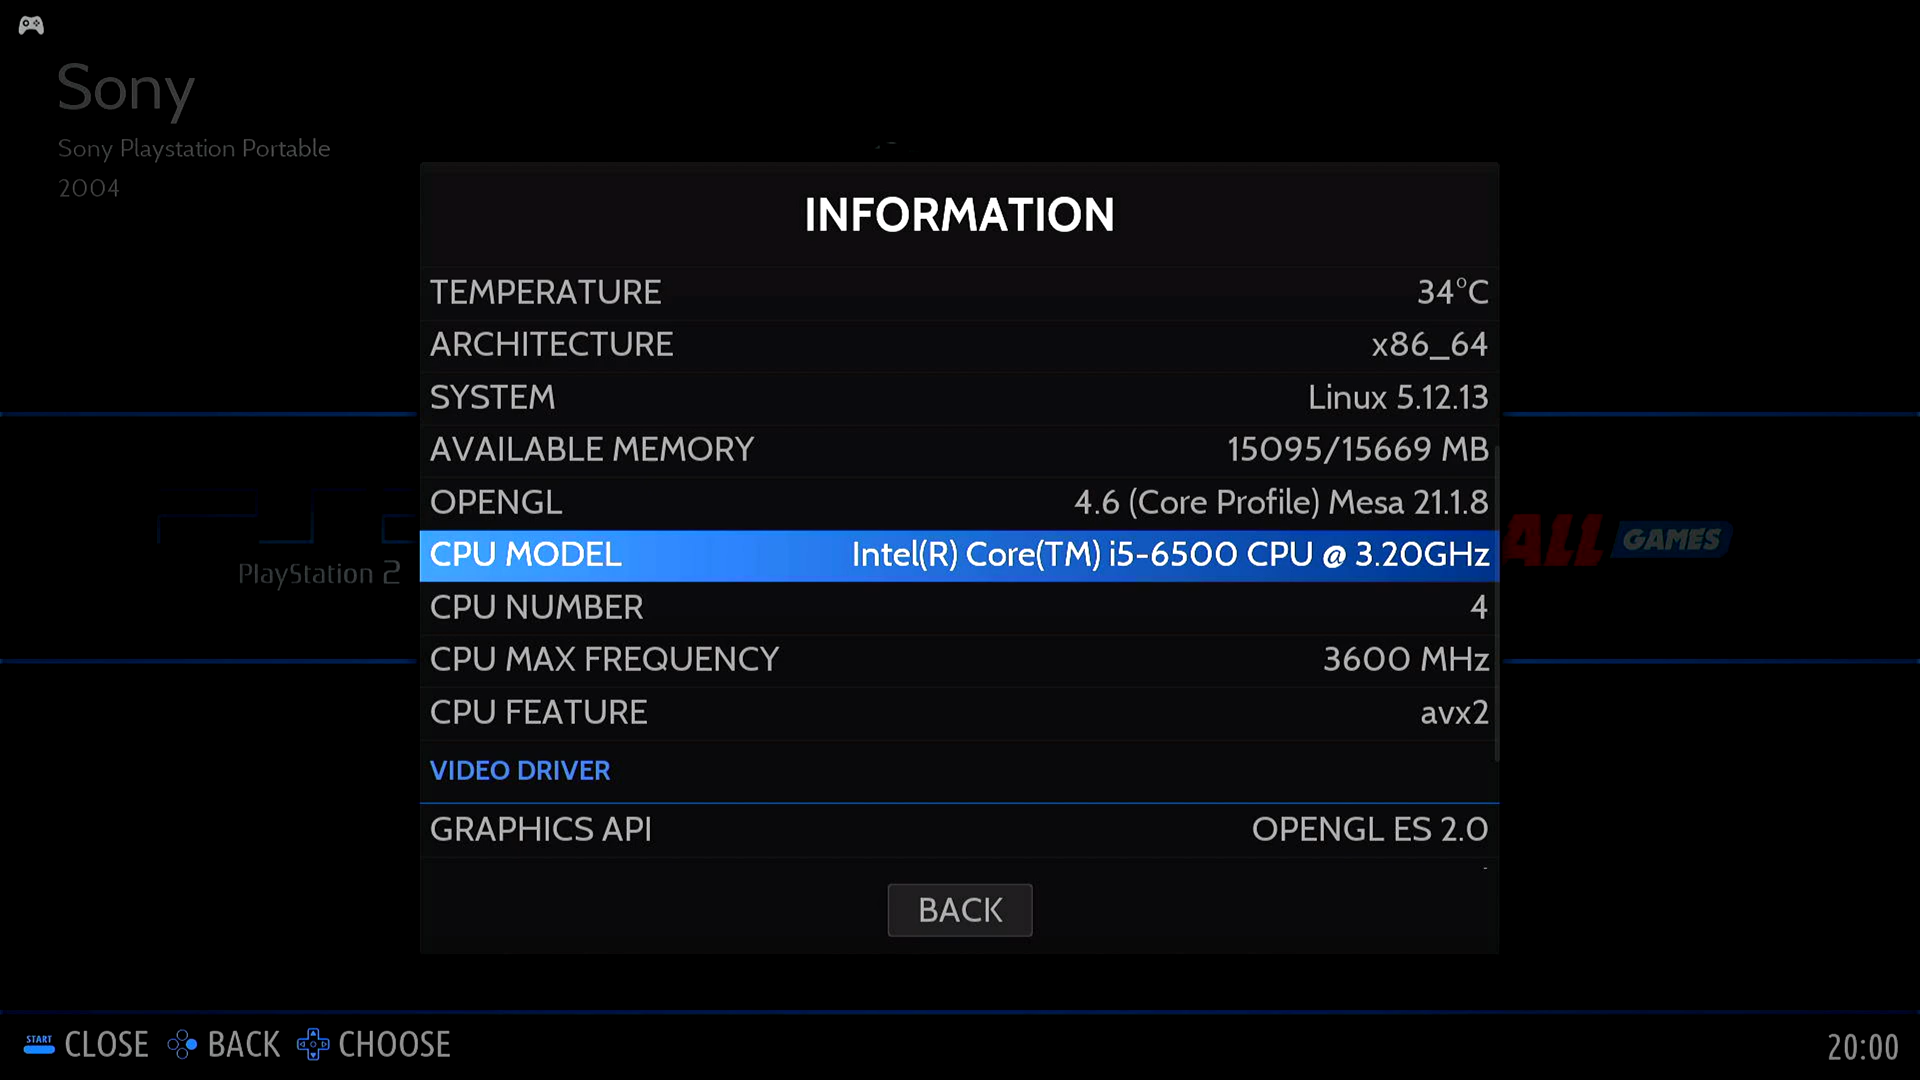 Sony
Sony Playstation Portable
2004
INFORMATION
TEMPERATURE 34°C
ARCHITECTURE x86_64
SYSTEM Linux 5.12.13
AVAILABLE MEMORY 15095/15669 MB
OPENGL 4.6 (Core Profile) Mesa 21.1.8
CPU MODEL Intel(R) Core(TM) i5-6500 CPU @ 3.20GHz
CPU NUMBER 4
CPU MAX FREQUENCY 3600 MHz
CPU FEATURE avx2
VIDEO DRIVER
GRAPHICS API OPENGL ES 2.0
BACK
PlayStation 2
ALL GAMES
START CLOSE BACK CHOOSE
20:00